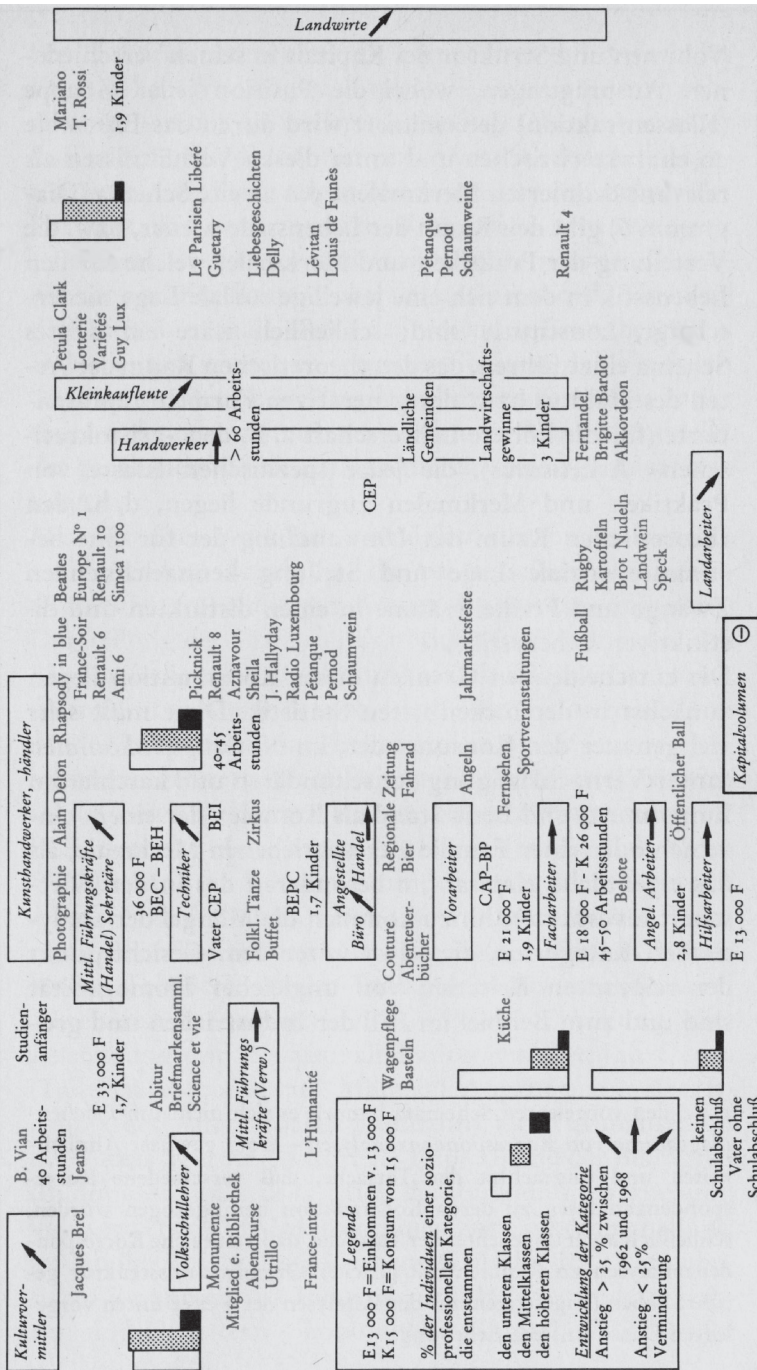 Landwirte
Mariano
T. Rossi
1,9 Kinder
Le Parisien Libéré
Guetary
Liebesgeschichten
Delly
Lévitan
Louis de Funès
Pétanque
Pernod
Schaumweine
Renault 4
Petula Clark
Lotterie
Variétés
Guy Lux
Kleinkaufleute
Handwerker
> 60 Arbeits-
stunden
CEP
Ländliche
Gemeinden
Landwirtschafts-
gewinne
3 Kinder
Fernandel
Brigitte Bardot
Akkordeon
Kunsthandwerker -händler
Photographie
Alain Delon
Rhapsody in blue
Beatles
France-Soir
Europe N° 1
Renault 6
Renault 10
Ami 6
Simca 1100
Mittl. Führungskräfte
(Handel) Sekretäre
36 000 F
BEC – BEH
Techniker
Vater CEP
BEI
40-45
Arbeits-
stunden
Picknick
Renault 8
Aznavour
Sheila
J. Hallyday
Radio Luxembourg
Pétanque
Pernod
Schaumwein
Folkl. Tänze
Zirkus
Buffet
BEPC
1,7 Kinder
Angestellte
Büro
Handel
Couture
Regionale Zeitung
Abenteuer-
bücher
Bier
Fahrrad
Vorarbeiter
Angeln
Jahrmarktsfeste
CAP–BP
Fernsehen
Sportveranstaltungen
E 21 000 F
1,9 Kinder
Facharbeiter
E 18 000 F - K 26 000 F
45–50 Arbeitsstunden
Fußball
Rugby
Kartoffeln
Brot Nudeln
Landwein
Speck
Belote
Angel. Arbeiter
2,8 Kinder
Öffentlicher Ball
Hilfsarbeiter
E 13 000 F
Landarbeiter
Kapitalvolumen ⊖
Kulturver-
mittler
B. Vian
40 Arbeits-
stunden
Studien-
anfänger
Jacques Brel
Jeans
E 33 000 F
1,7 Kinder
Abitur
Briefmarkensamml.
Science et vie
Volksschullehrer
Mittl. Führungs
kräfte (Verw.)
Monumente
Mitglied e. Bibliothek
Abendkurse
Utrillo
France-inter
L'Humanité
Wagenpflege
Basteln
Küche
Legende
E 13 000 F=Einkommen v. 13 000 F
K 15 000 F=Konsum von 15 000 F
% der Individuen einer sozio-
professionellen Kategorie
die entstammen
den unteren Klassen
den Mittelklassen
den höheren Klassen
Entwicklung der Kategorie
Anstieg > 25 % zwischen
1962 und 1968
Anstieg < 25%
Verminderung
keinen
Schulabschluß
Vater ohne
Schulabschluß